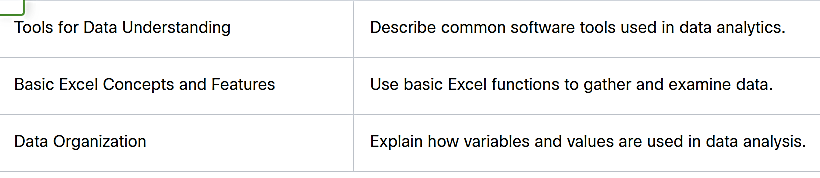 Tools for Data Understanding
Describe common software tools used in data analytics.
Basic Excel Concepts and Features
Use basic Excel functions to gather and examine data.
Data Organization
Explain how variables and values are used in data analysis.